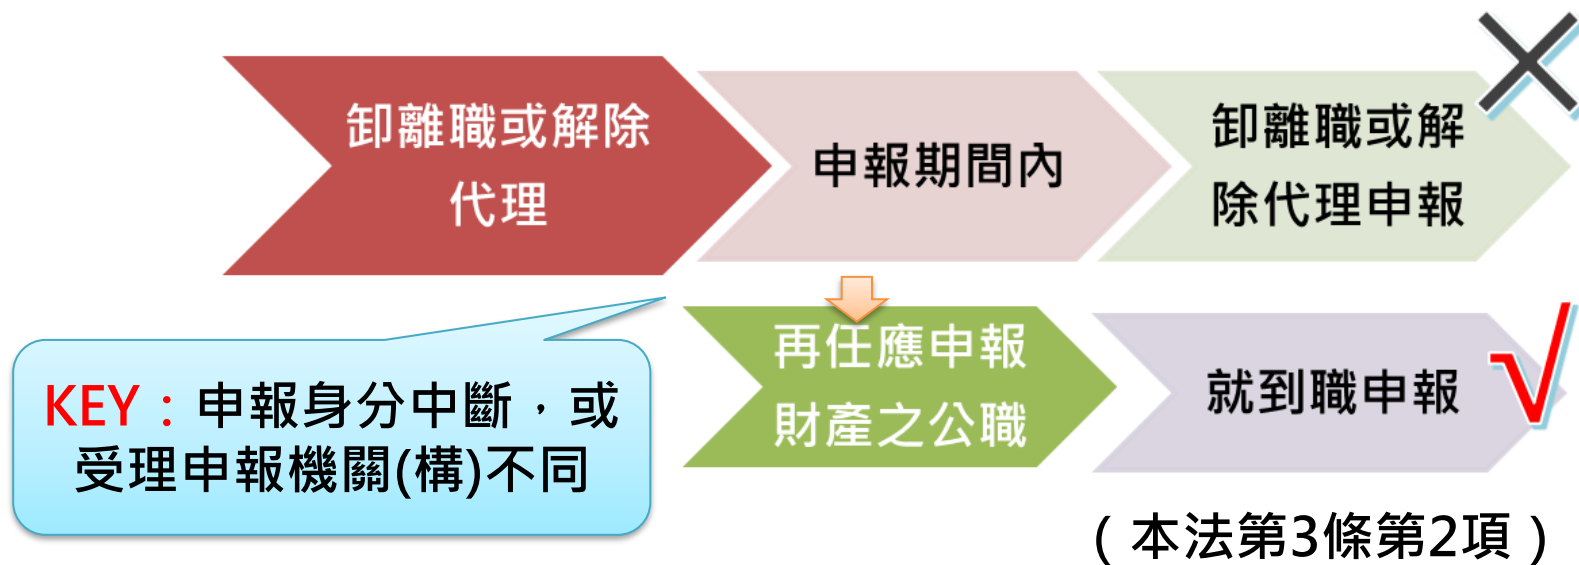 卸離職或解除
代理
申報期間內
卸離職或解
除代理申報
再任應申報
財產之公職
就到職申報
KEY：申報身分中斷，或
受理申報機關(構)不同
（本法第3條第2項）